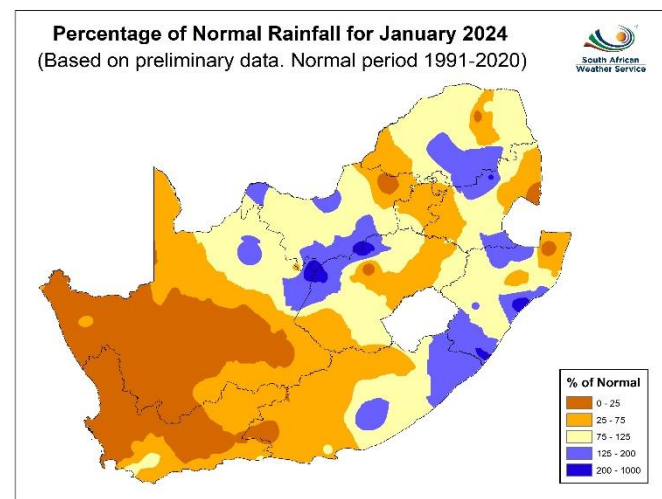 Percentage of Normal Rainfall for January 2024
(Based on preliminary data. Normal period 1991-2020)
South African
Weather Service
% of Normal
0 - 25
25 - 75
75 - 125
125 - 200
200 - 1000